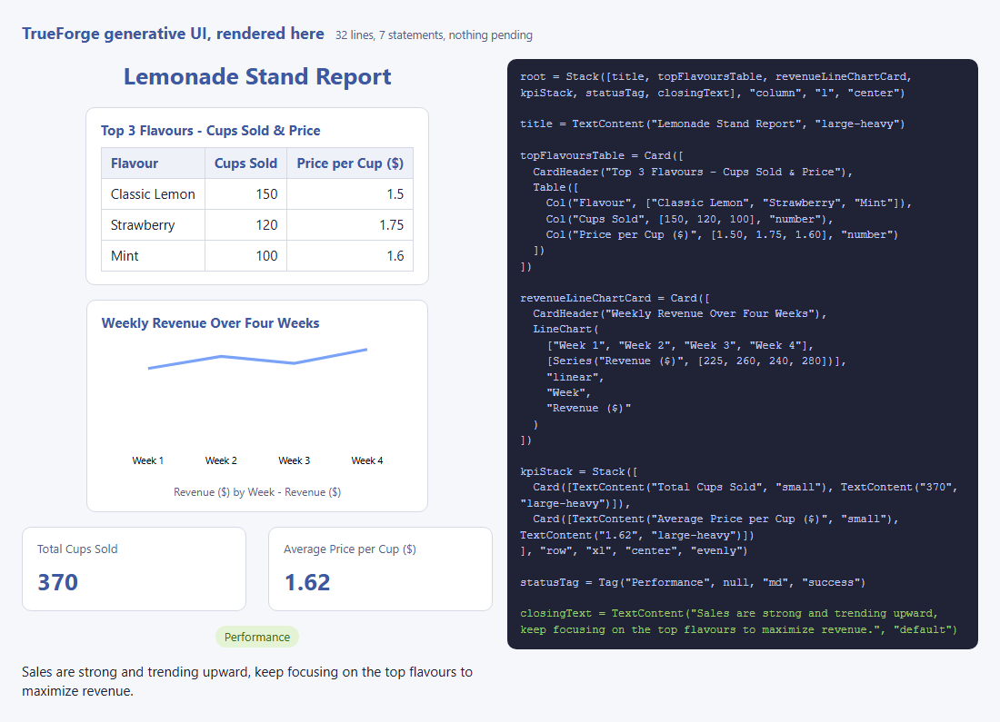 TrueForge generative UI, rendered here 32 lines, 7 statements, nothing pending
Lemonade Stand Report
Top 3 Flavours - Cups Sold & Price
Flavour Cups Sold Price per Cup ($)
Classic Lemon 150 1.5
Strawberry 120 1.75
Mint 100 1.6
Weekly Revenue Over Four Weeks
Week 1 Week 2 Week 3 Week 4
Revenue ($) by Week - Revenue ($)
Total Cups Sold
370
Average Price per Cup ($)
1.62
Performance
Sales are strong and trending upward, keep focusing on the top flavours to
maximize revenue.
root = Stack([title, topFlavoursTable, revenueLineChartCard,
kpiStack, statusTag, closingText], "column", "l", "center")
title = TextContent("Lemonade Stand Report", "large-heavy")
topFlavoursTable = Card([
  CardHeader("Top 3 Flavours - Cups Sold & Price"),
  Table([
    Col("Flavour", ["Classic Lemon", "Strawberry", "Mint"]),
    Col("Cups Sold", [150, 120, 100], "number"),
    Col("Price per Cup ($)", [1.50, 1.75, 1.60], "number")
  ])
])
revenueLineChartCard = Card([
  CardHeader("Weekly Revenue Over Four Weeks"),
  LineChart(
    ["Week 1", "Week 2", "Week 3", "Week 4"],
    [Series("Revenue ($)", [225, 260, 240, 280])],
    "linear",
    "Week",
    "Revenue ($)"
  )
])
kpiStack = Stack([
  Card([TextContent("Total Cups Sold", "small"), TextContent("370",
"large-heavy")]),
  Card([TextContent("Average Price per Cup ($)", "small"),
TextContent("1.62", "large-heavy")])
], "row", "xl", "center", "evenly")
statusTag = Tag("Performance", null, "md", "success")
closingText = TextContent("Sales are strong and trending upward,
keep focusing on the top flavours to maximize revenue.", "default")